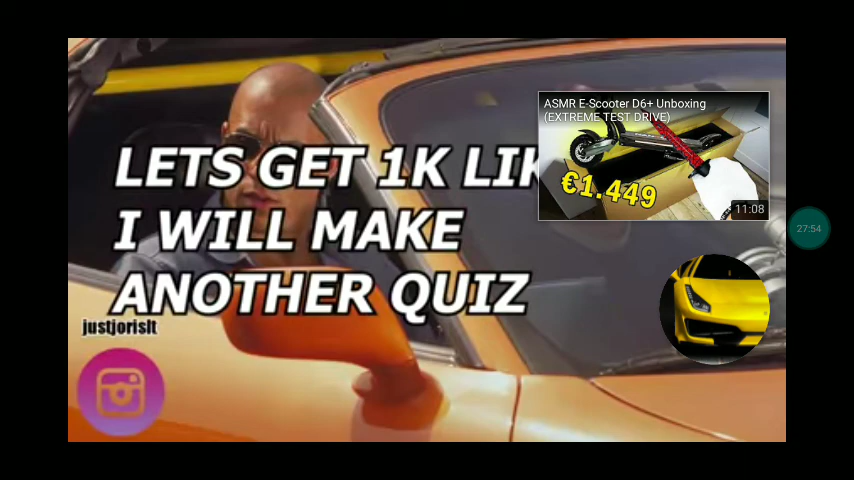 ASMR E-Scooter D6+ Unboxing
(EXTREME TEST DRIVE)
€1.449
11:08
LETS GET 1K LIK
I WILL MAKE
ANOTHER QUIZ
justjorislt
27:54